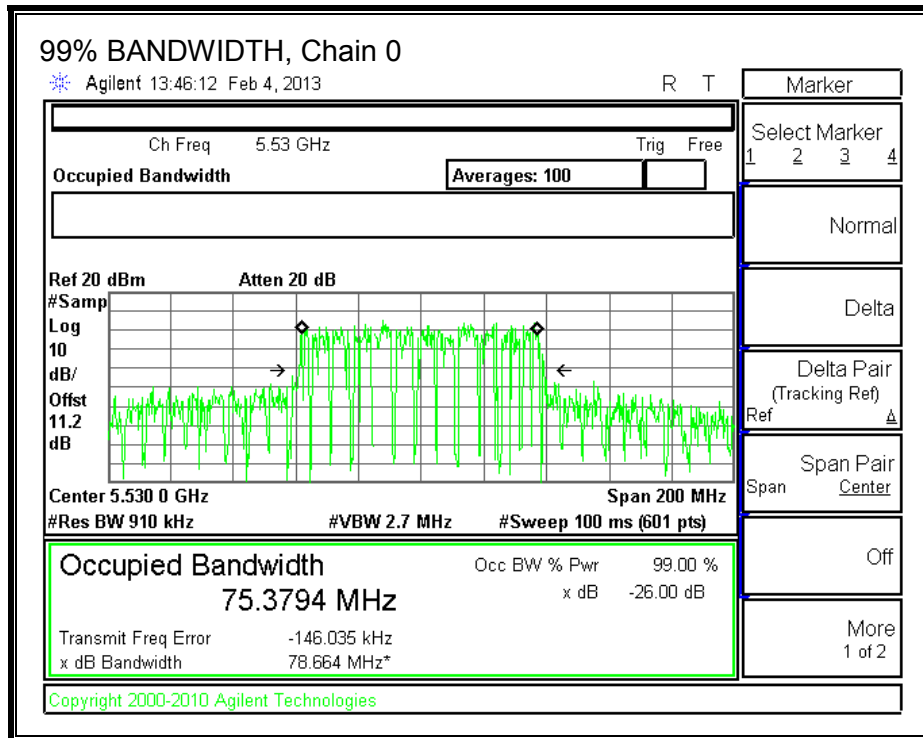 99% BANDWIDTH, Chain 0
Agilent 13:46:12 Feb 4, 2013 R T
Ch Freq 5.53 GHz Trig Free
Occupied Bandwidth Averages: 100
Ref 20 dBm Atten 20 dB
#Samp
Log
10
dB/
Offst
11.2
dB
Center 5.530 0 GHz Span 200 MHz
#Res BW 910 kHz #VBW 2.7 MHz #Sweep 100 ms (601 pts)
Occupied Bandwidth Occ BW % Pwr 99.00 %
75.3794 MHz x dB -26.00 dB
Transmit Freq Error -146.035 kHz
x dB Bandwidth 78.664 MHz*
Copyright 2000-2010 Agilent Technologies
Marker
Select Marker
1 2 3 4
Normal
Delta
Delta Pair
(Tracking Ref)
Ref Δ
Span Pair
Span Center
Off
More
1 of 2